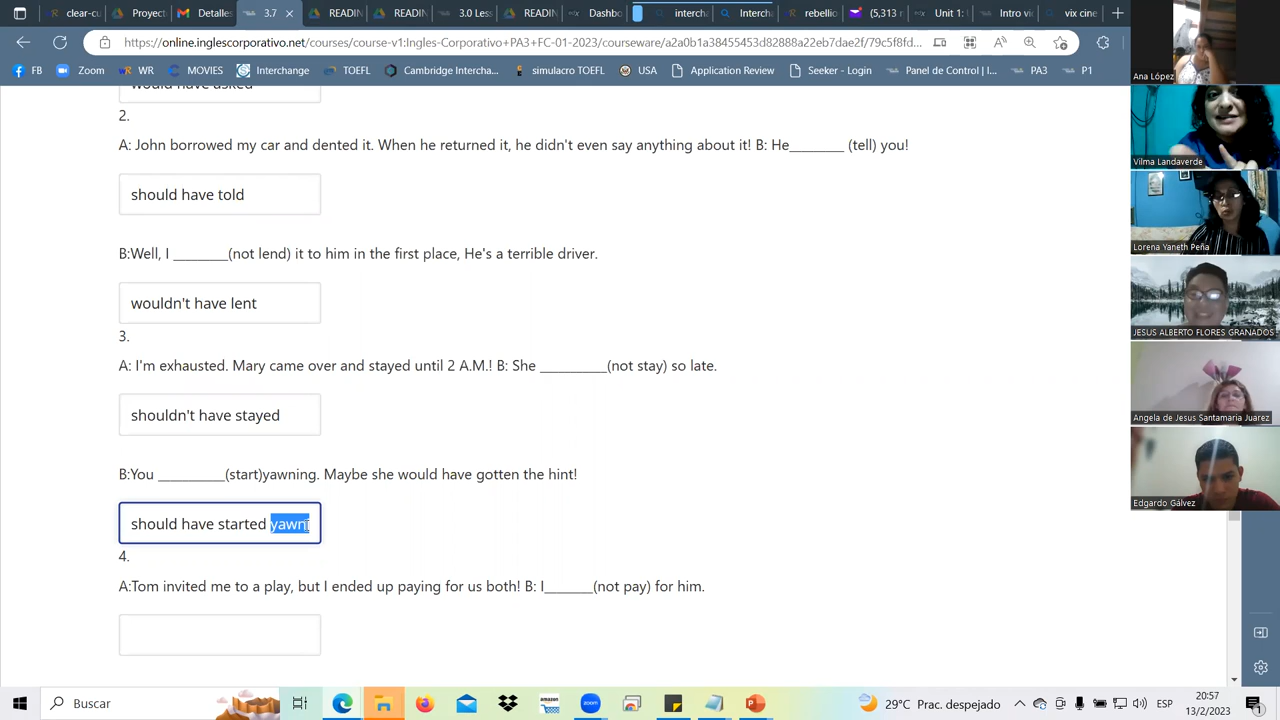 clear-cu
Proyect
Detalles
3.7
READIN
READIN
3.0 Less
READIN
Dashbo
intercha
Interch
rebellio
(5,313 r
Unit 1: I
Intro vi
vix cine
https://online.inglescorporativo.net/courses/course-v1:Ingles-Corporativo+PA3+FC-01-2023/courseware/a2a0b1a38455453d82888a22eb7dae2f/79c5f8fd...
FB
Zoom
WR
MOVIES
Interchange
TOEFL
Cambridge Intercha...
simulacro TOEFL
USA
Application Review
Seeker - Login
Panel de Control | I...
PA3
P1
would have asked
2.
A: John borrowed my car and dented it. When he returned it, he didn't even say anything about it! B: He________ (tell) you!
should have told
B:Well, I ________(not lend) it to him in the first place, He's a terrible driver.
wouldn't have lent
3.
A: I'm exhausted. Mary came over and stayed until 2 A.M.! B: She __________(not stay) so late.
shouldn't have stayed
B:You __________(start)yawning. Maybe she would have gotten the hint!
should have started yawni
4.
A:Tom invited me to a play, but I ended up paying for us both! B: I_______(not pay) for him.
Ana López
Vilma Landaverde
Lorena Yaneth Peña
JESUS ALBERTO FLORES GRANADOS
Angela de Jesus Santamaria Juarez
Edgardo Gálvez
Buscar
amazon
zoom
29°C Prac. despejado
ESP
20:57
13/2/2023
1